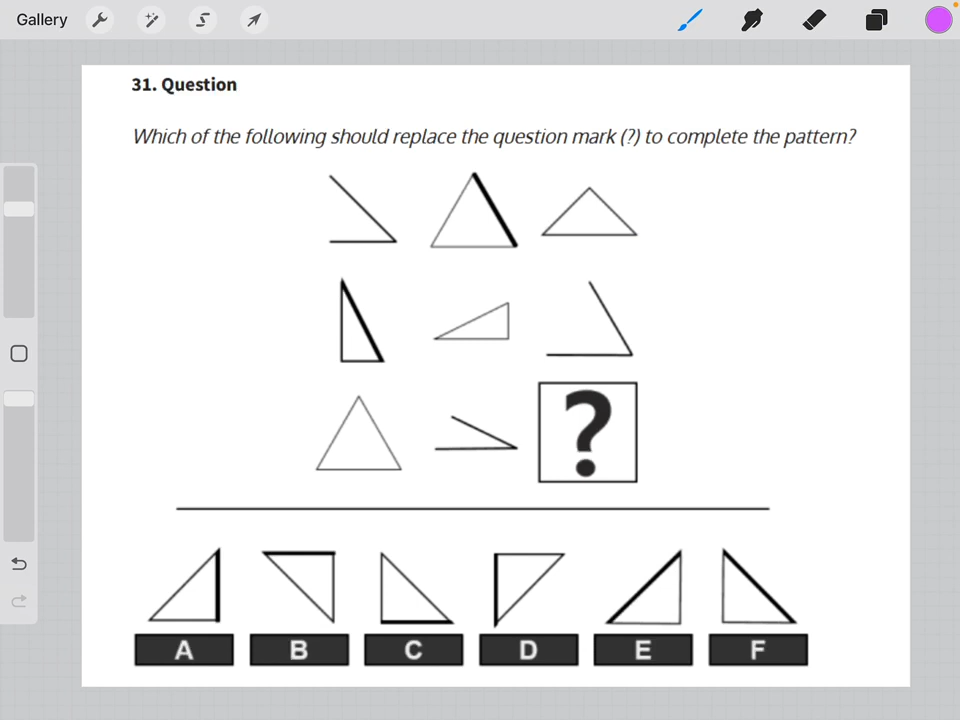 Gallery
31. Question
Which of the following should replace the question mark (?) to complete the pattern?
?
A B C D E F